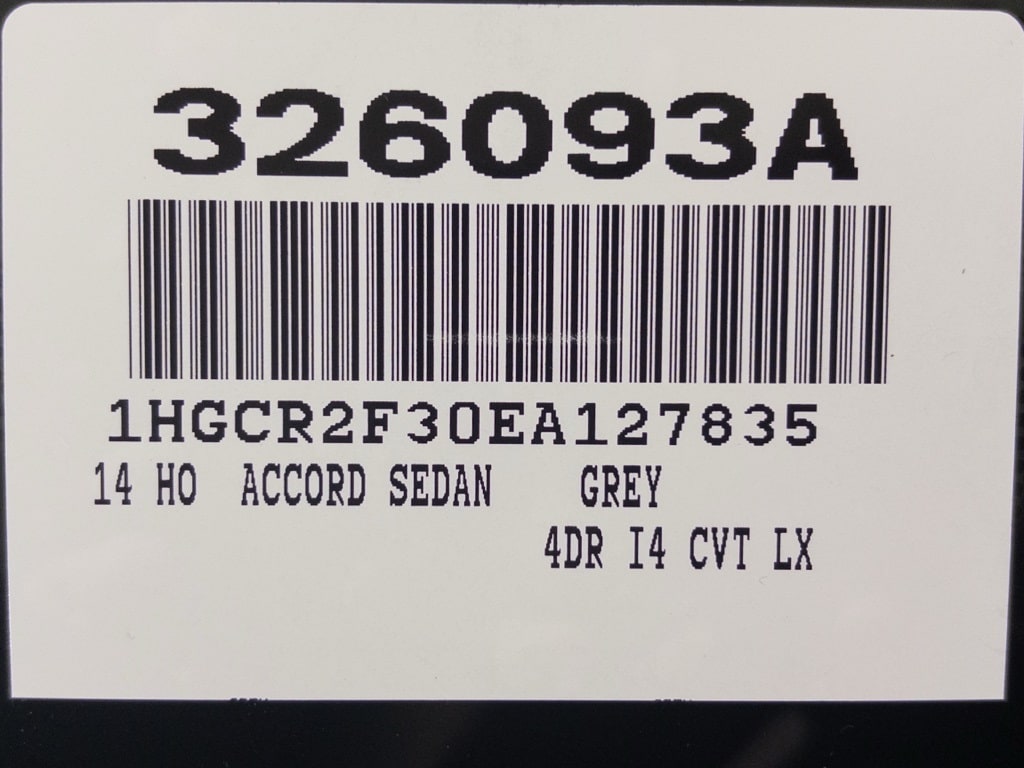 326093A
1HGCR2F30EA127835
14 HO ACCORD SEDAN GREY
4DR I4 CVT LX